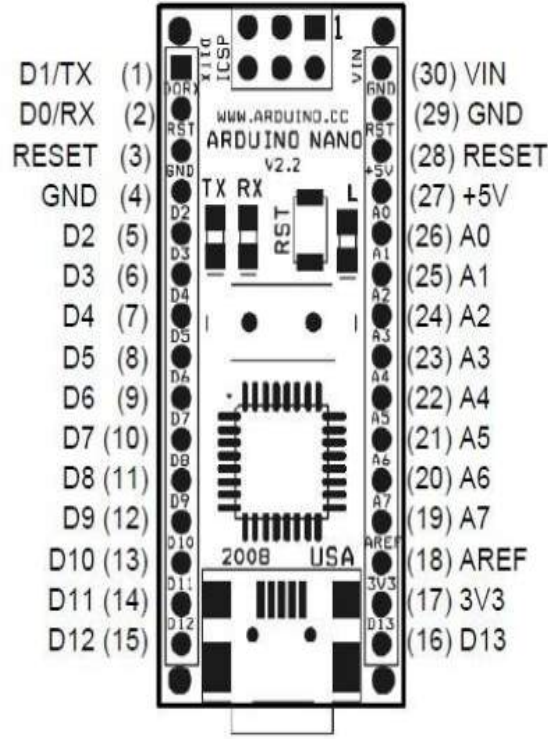 D1/TX (1)
D0/RX (2)
RESET (3)
GND (4)
D2 (5)
D3 (6)
D4 (7)
D5 (8)
D6 (9)
D7 (10)
D8 (11)
D9 (12)
D10 (13)
D11 (14)
D12 (15)
D1TX
ICSP
1
VIN
DORX
RST
GND
D2
D3
D4
D5
D6
D7
D8
D9
D10
D11
D12
WWW.ARDUINO.CC
ARDUINO NANO
V2.2
TX RX
RST
L
2008 USA
GND
RST
+5V
A0
A1
A2
A3
A4
A5
A6
A7
AREF
3V3
D13
(30) VIN
(29) GND
(28) RESET
(27) +5V
(26) A0
(25) A1
(24) A2
(23) A3
(22) A4
(21) A5
(20) A6
(19) A7
(18) AREF
(17) 3V3
(16) D13